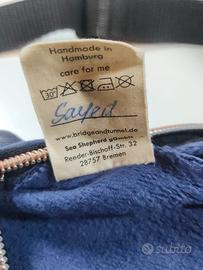 Handmade in
Hamburg
care for me
30°
Sayed
www.bridgeandtunnel.de
Sea Shepherd gGmbH
Reeder-Bischoff-Str. 32
28757 Bremen
subito